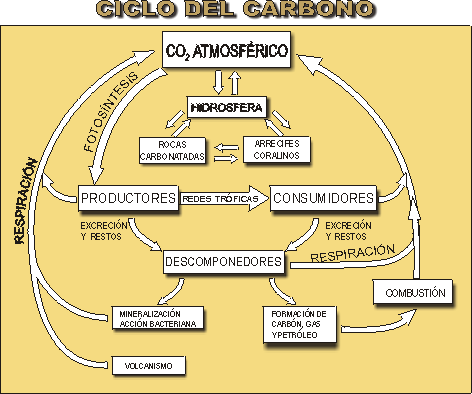 CICLO DEL CARBONO
CO2 ATMOSFÉRICO
HIDROSFERA
ROCAS
CARBONATADAS
ARRECIFES
CORALINOS
FOTOSÍNTESIS
RESPIRACIÓN
PRODUCTORES
REDES TRÓFICAS
CONSUMIDORES
EXCRECIÓN
Y RESTOS
EXCRECIÓN
Y RESTOS
DESCOMPONEDORES
RESPIRACIÓN
COMBUSTIÓN
MINERALIZACIÓN
ACCIÓN BACTERIANA
FORMACIÓN DE
CARBÓN, GAS
Y PETRÓLEO
VOLCANISMO